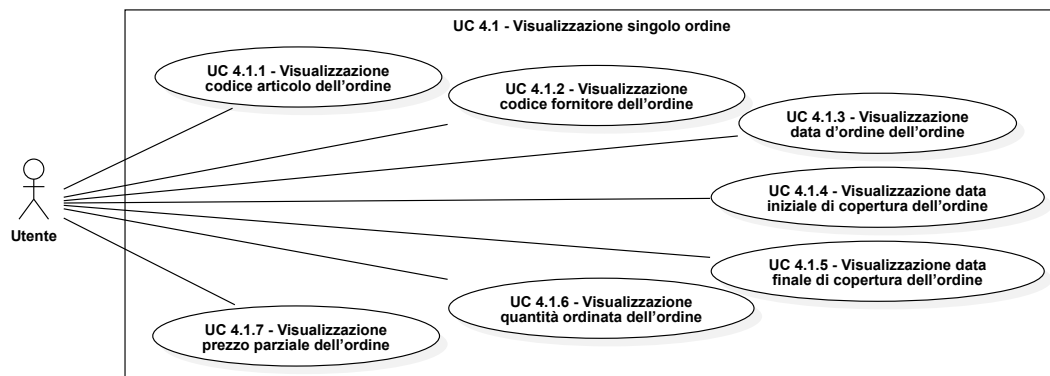 UC 4.1 - Visualizzazione singolo ordine
UC 4.1.1 - Visualizzazione
codice articolo dell'ordine
UC 4.1.2 - Visualizzazione
codice fornitore dell'ordine
UC 4.1.3 - Visualizzazione
data d'ordine dell'ordine
UC 4.1.4 - Visualizzazione data
iniziale di copertura dell'ordine
Utente
UC 4.1.5 - Visualizzazione data
finale di copertura dell'ordine
UC 4.1.6 - Visualizzazione
quantità ordinata dell'ordine
UC 4.1.7 - Visualizzazione
prezzo parziale dell'ordine